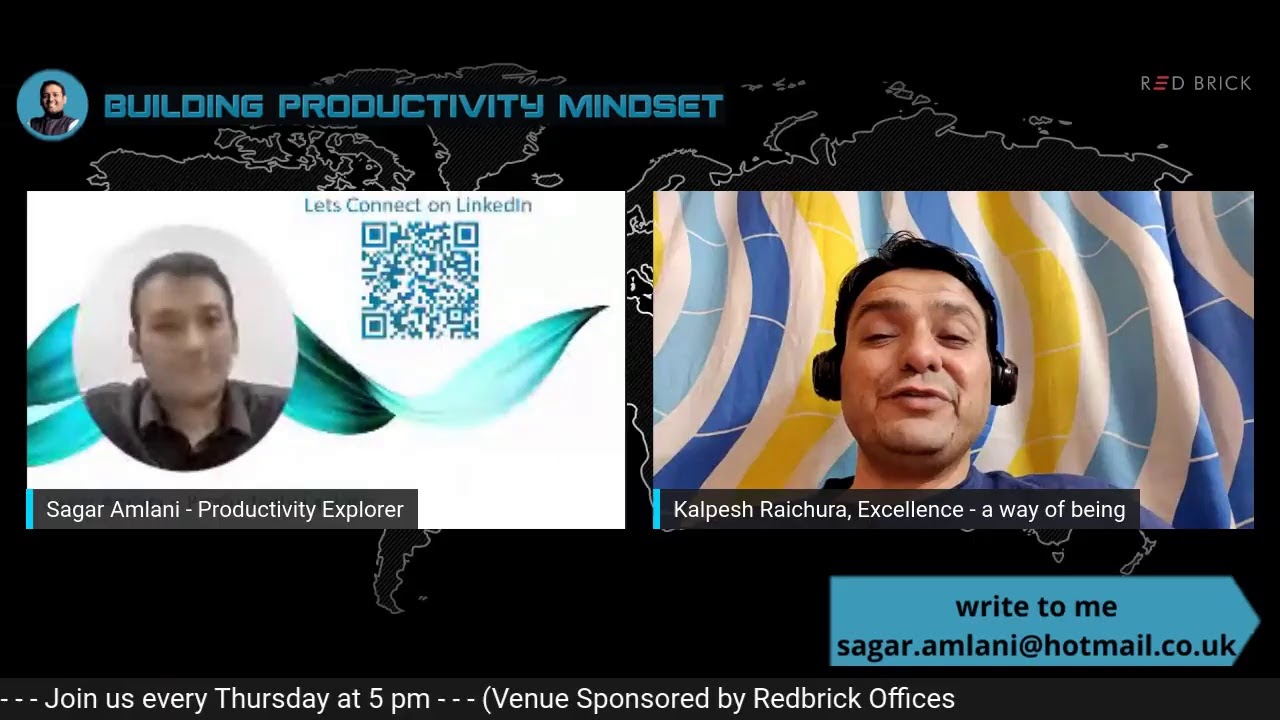 BUILDING PRODUCTIVITY MINDSET
RED BRICK
Lets Connect on LinkedIn
Sagar Amlani - Productivity Explorer
Kalpesh Raichura, Excellence - a way of being
write to me
sagar.amlani@hotmail.co.uk
- - - Join us every Thursday at 5 pm - - - (Venue Sponsored by Redbrick Offices